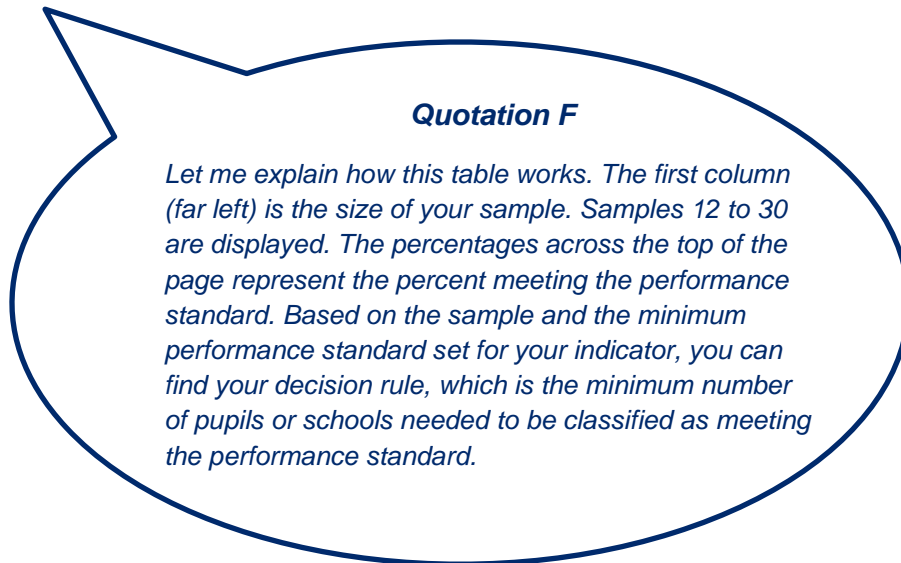 Quotation F
Let me explain how this table works. The first column
(far left) is the size of your sample. Samples 12 to 30
are displayed. The percentages across the top of the
page represent the percent meeting the performance
standard. Based on the sample and the minimum
performance standard set for your indicator, you can
find your decision rule, which is the minimum number
of pupils or schools needed to be classified as meeting
the performance standard.